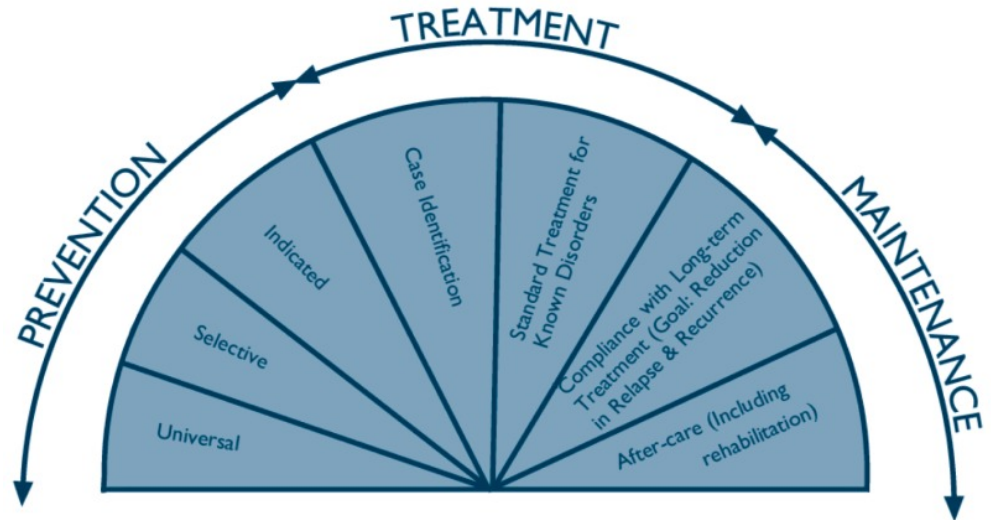 TREATMENT
PREVENTION
MAINTENANCE
Universal
Selective
Indicated
Case Identification
Standard Treatment for
Known Disorders
Compliance with Long-term
Treatment (Goal: Reduction
in Relapse & Recurrence)
After-care (Including
rehabilitation)